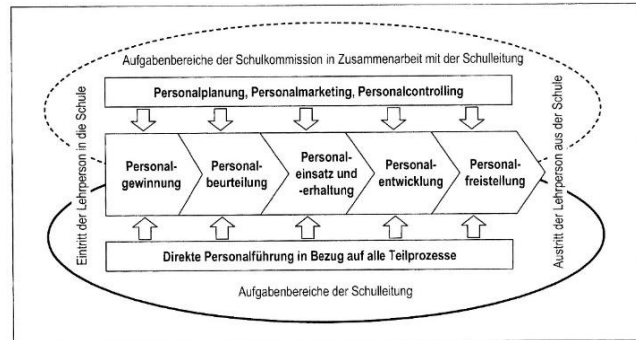 Aufgabenbereiche der Schulkommission in Zusammenarbeit mit der Schulleitung
Personalplanung, Personalmarketing, Personalcontrolling
Eintritt der Lehrperson in die Schule
Personal-
gewinnung
Personal-
beurteilung
Personal-
einsatz und
-erhaltung
Personal-
entwicklung
Personal-
freistellung
Austritt der Lehrperson aus der Schule
Direkte Personalführung in Bezug auf alle Teilprozesse
Aufgabenbereiche der Schulleitung